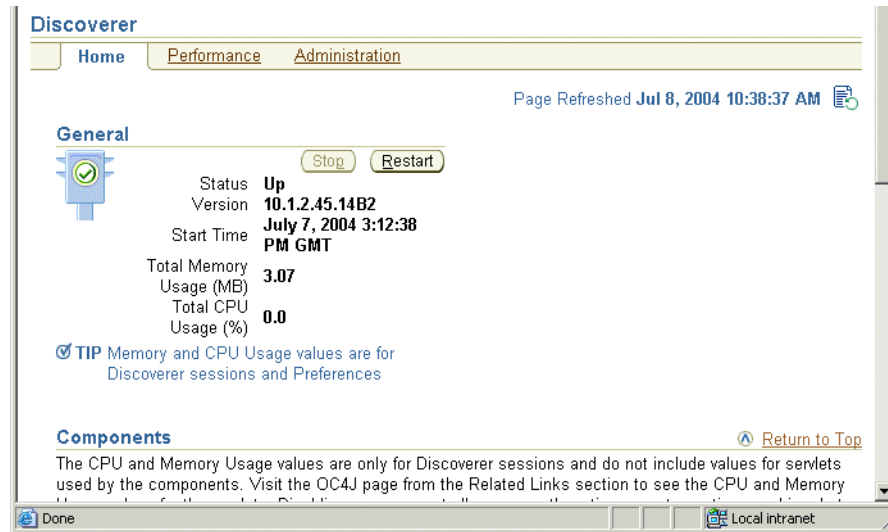 Discoverer
Home Performance Administration
Page Refreshed Jul 8, 2004 10:38:37 AM
General
Stop Restart
Status Up
Version 10.1.2.45.14B2
Start Time July 7, 2004 3:12:38
PM GMT
Total Memory
Usage (MB) 3.07
Total CPU
Usage (%) 0.0
TIP Memory and CPU Usage values are for
Discoverer sessions and Preferences
Components
Return to Top
The CPU and Memory Usage values are only for Discoverer sessions and do not include values for servlets
used by the components. Visit the OC4J page from the Related Links section to see the CPU and Memory
Done
Local intranet